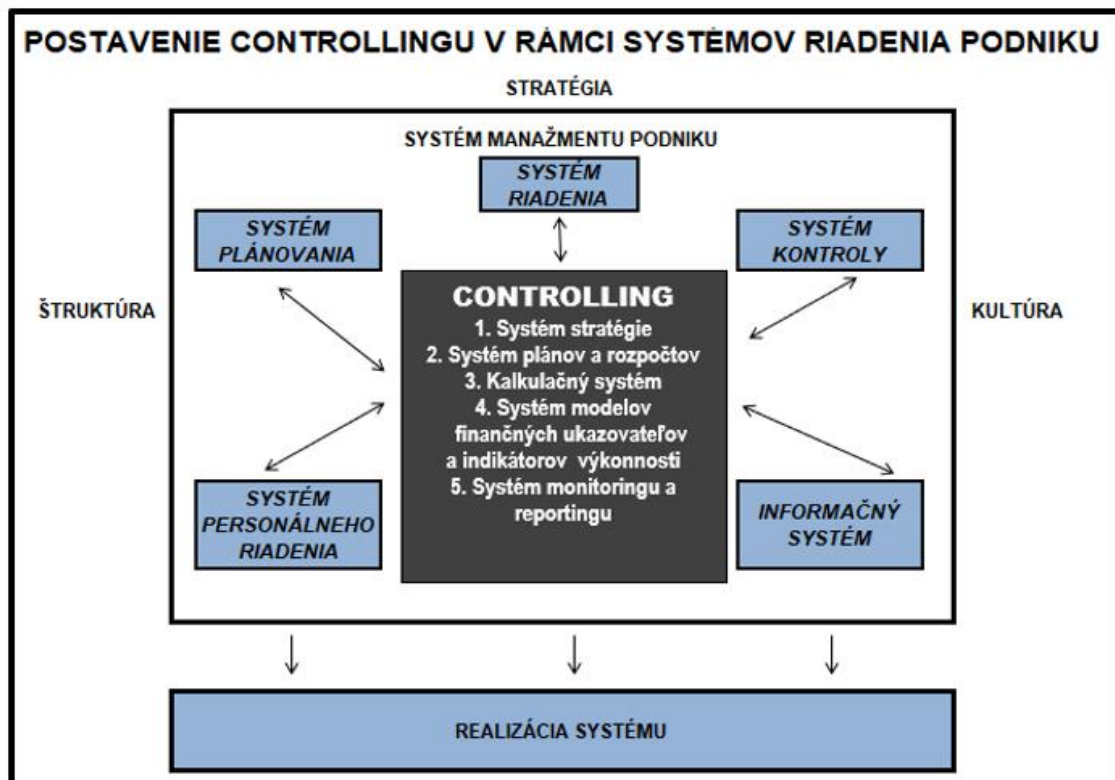 POSTAVENIE CONTROLLINGU V RÁMCI SYSTÉMOV RIADENIA PODNIKU
STRATÉGIA
SYSTÉM MANAŽMENTU PODNIKU
SYSTÉM
RIADENIA
SYSTÉM
PLÁNOVANIA
SYSTÉM
KONTROLY
ŠTRUKTÚRA
CONTROLLING
1. Systém stratégie
2. Systém plánov a rozpočtov
3. Kalkulačný systém
4. Systém modelov
finančných ukazovateľov
a indikátorov výkonnosti
5. Systém monitoringu a
reportingu
KULTÚRA
SYSTÉM
PERSONÁLNEHO
RIADENIA
INFORMAČNÝ
SYSTÉM
REALIZÁCIA SYSTÉMU